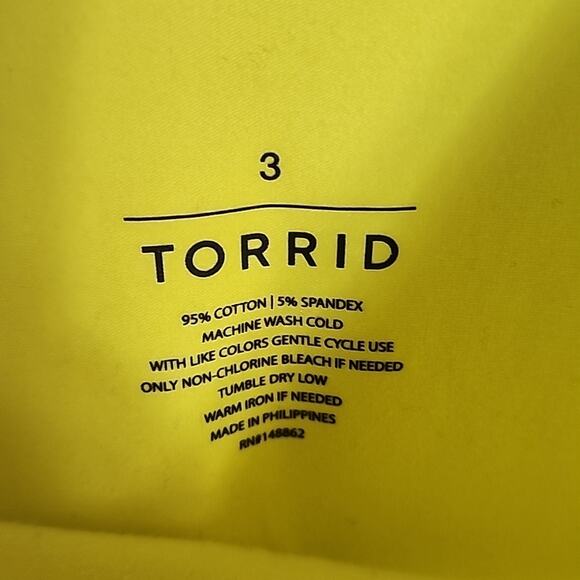 3
TORRID
95% COTTON | 5% SPANDEX
MACHINE WASH COLD
WITH LIKE COLORS GENTLE CYCLE USE
ONLY NON-CHLORINE BLEACH IF NEEDED
TUMBLE DRY LOW
WARM IRON IF NEEDED
MADE IN PHILIPPINES
RN#148862